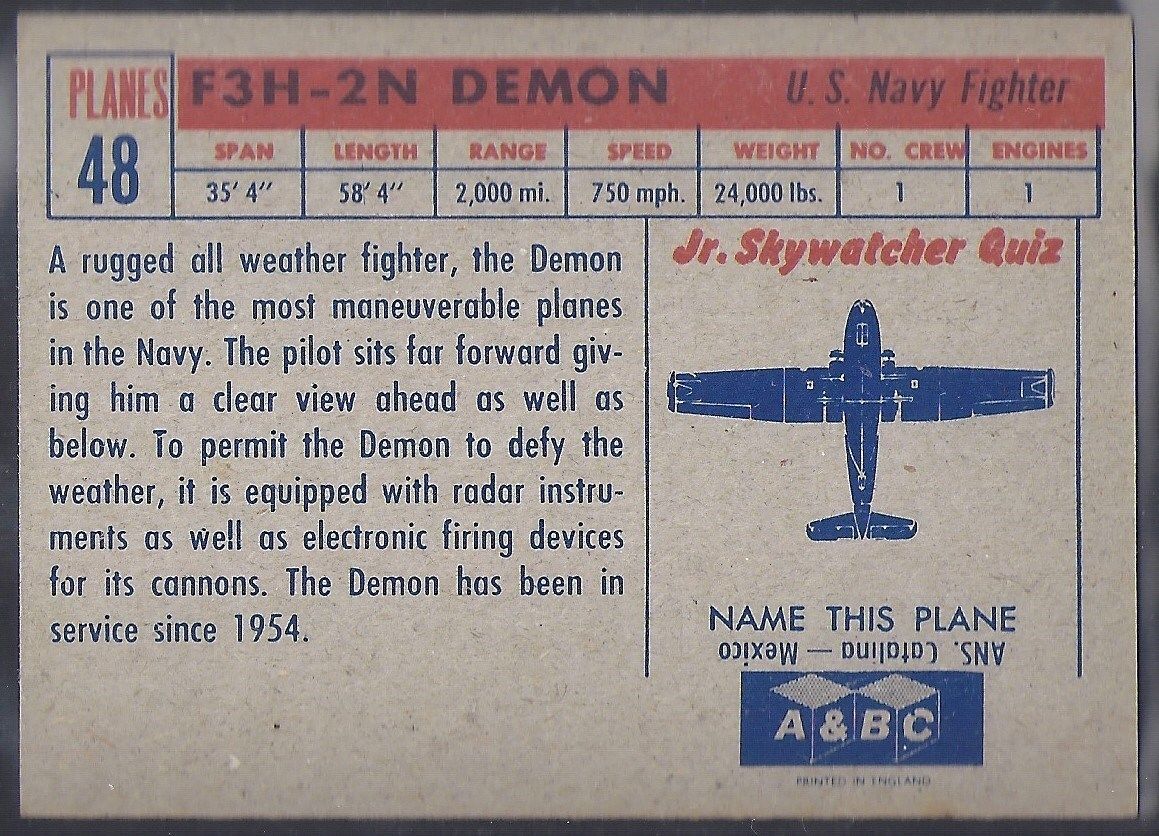 PLANES
48
F3H-2N DEMON U. S. Navy Fighter
SPAN LENGTH RANGE SPEED WEIGHT NO. CREW ENGINES
35′ 4″ 58′ 4″ 2,000 mi. 750 mph. 24,000 lbs. 1 1
A rugged all weather fighter, the Demon
is one of the most maneuverable planes
in the Navy. The pilot sits far forward giv-
ing him a clear view ahead as well as
below. To permit the Demon to defy the
weather, it is equipped with radar instru-
ments as well as electronic firing devices
for its cannons. The Demon has been in
service since 1954.
Jr. Skywatcher Quiz
NAME THIS PLANE
ANS. Catalina — Mexico
A & B C
PRINTED IN ENGLAND